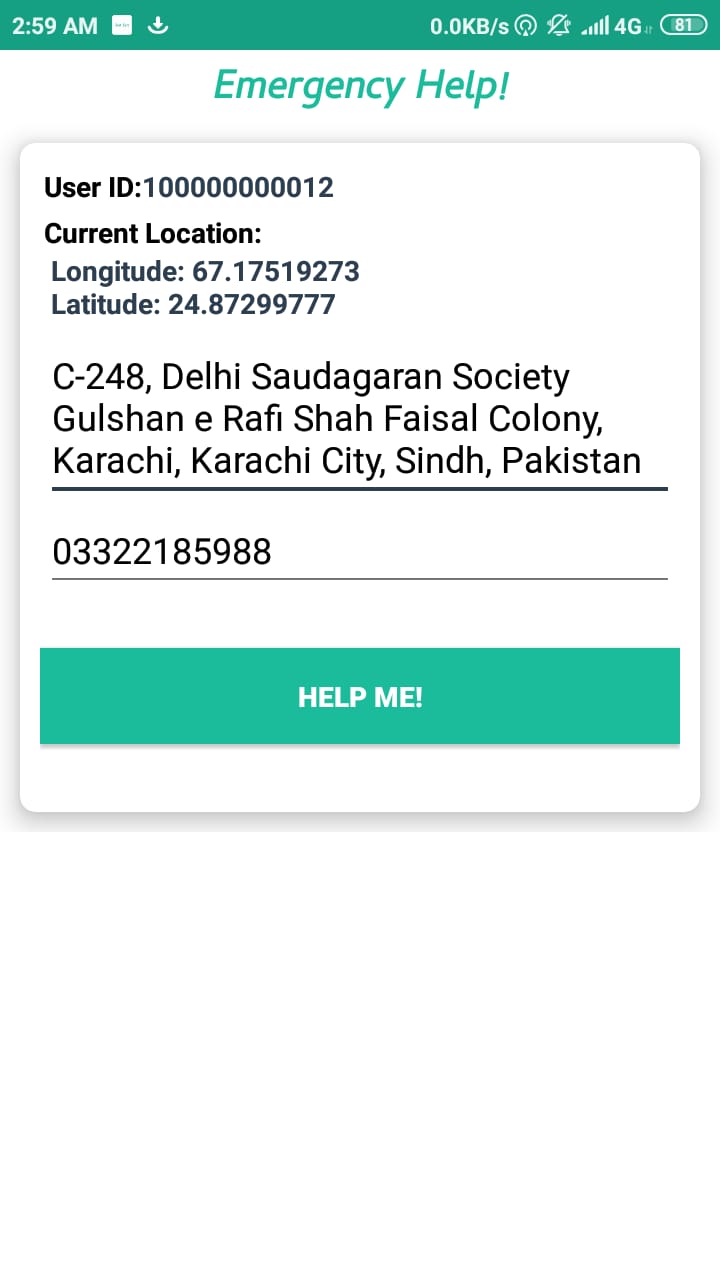 2:59 AM 0.0KB/s 4G 81
Emergency Help!
User ID:100000000012
Current Location:
Longitude: 67.17519273
Latitude: 24.87299777
C-248, Delhi Saudagaran Society
Gulshan e Rafi Shah Faisal Colony,
Karachi, Karachi City, Sindh, Pakistan
03322185988
HELP ME!